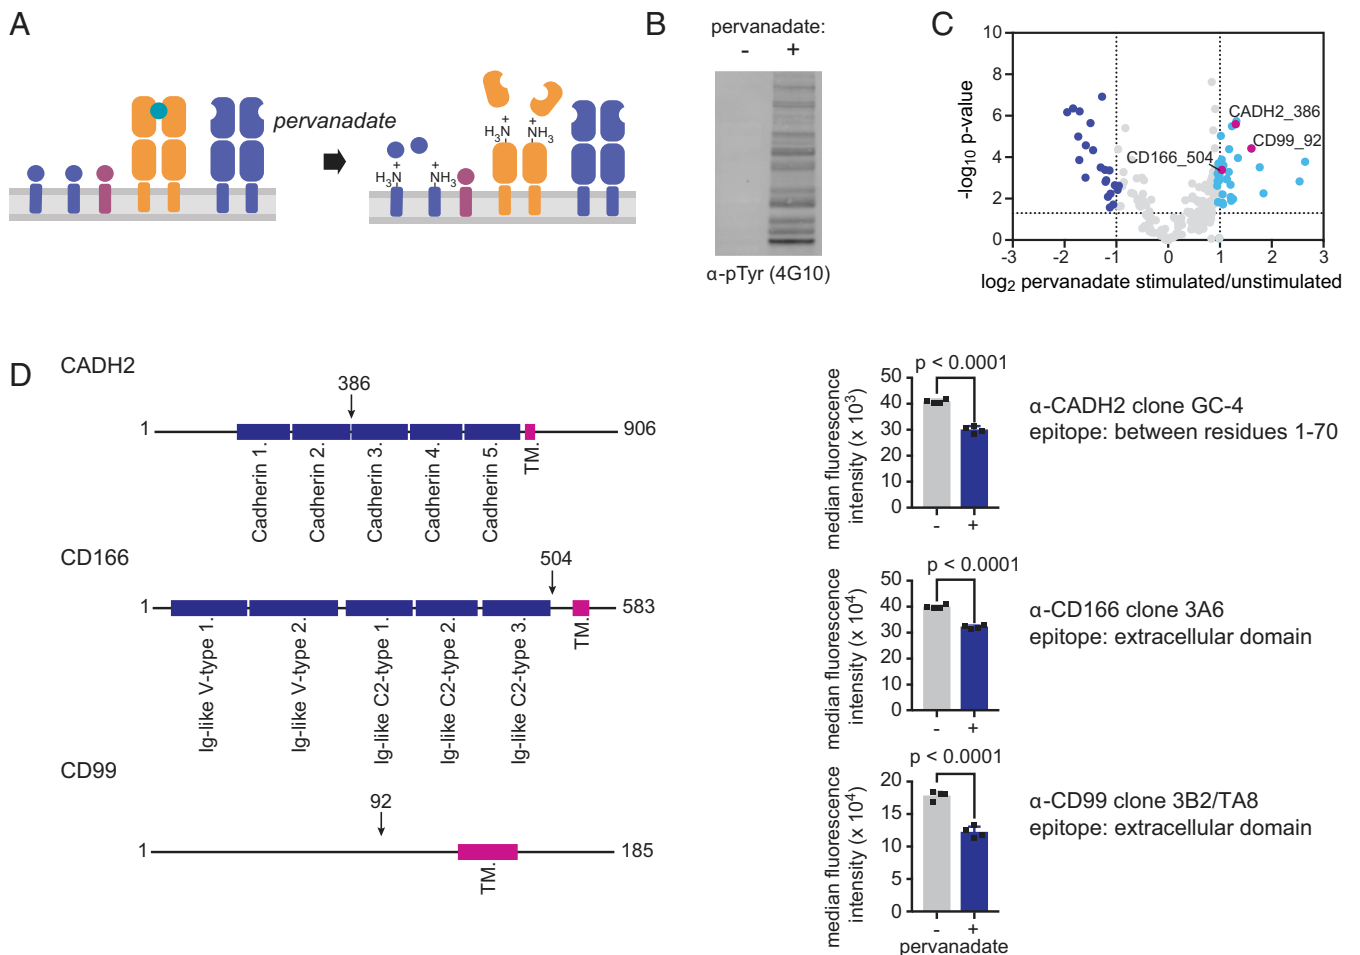 A
pervanadate
H3N+
+NH3
H3N+
+NH3
B
pervanadate:
- +
α-pTyr (4G10)
C
-log10 p-value
10
8
6
4
2
0
CADH2_386
CD99_92
CD166_504
-3 -2 -1 0 1 2 3
log2 pervanadate stimulated/unstimulated
D
CADH2
386
1
906
Cadherin 1.
Cadherin 2.
Cadherin 3.
Cadherin 4.
Cadherin 5.
TM.
p < 0.0001
median fluorescence
intensity (x 10³)
50
40
30
20
10
0
- +
α-CADH2 clone GC-4
epitope: between residues 1-70
CD166
504
1
583
Ig-like V-type 1.
Ig-like V-type 2.
Ig-like C2-type 1.
Ig-like C2-type 2.
Ig-like C2-type 3.
TM.
p < 0.0001
median fluorescence
intensity (x 10⁴)
50
40
30
20
10
0
- +
α-CD166 clone 3A6
epitope: extracellular domain
CD99
92
1
185
TM.
p < 0.0001
median fluorescence
intensity (x 10⁴)
20
15
10
5
0
- +
pervanadate
α-CD99 clone 3B2/TA8
epitope: extracellular domain